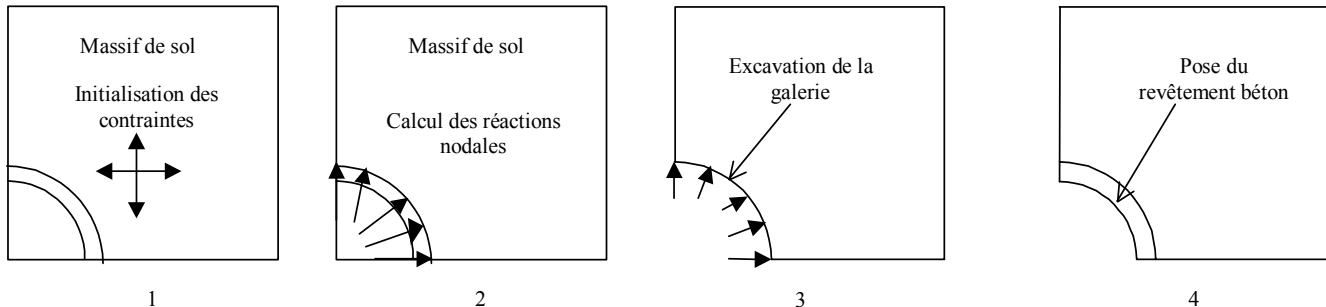 Massif de sol
Initialisation des
contraintes
1
Massif de sol
Calcul des réactions
nodales
2
Excavation de la
galerie
3
Pose du
revêtement béton
4